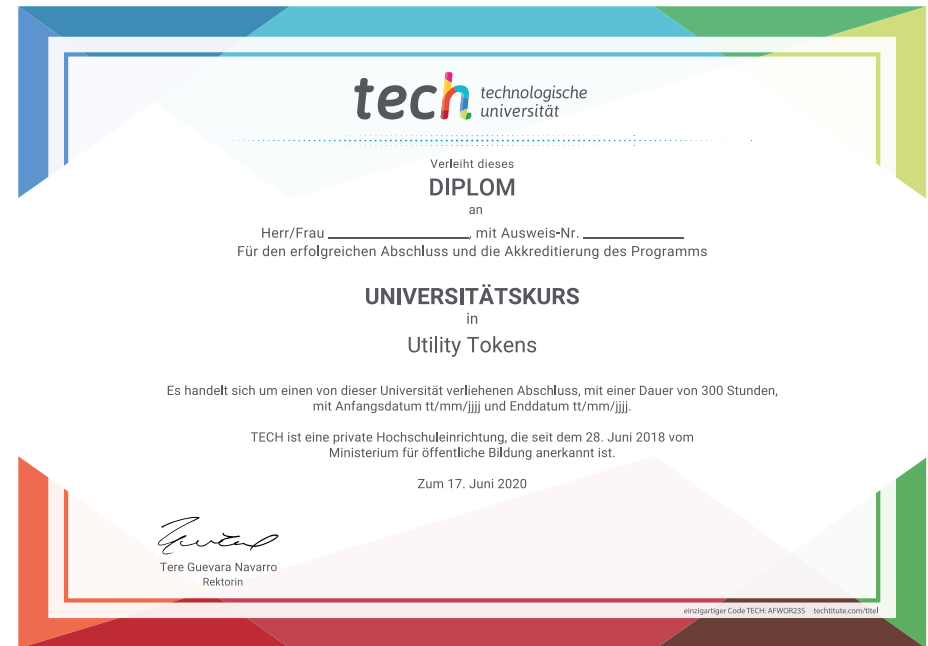 tech technologische
universität
Verleiht dieses
DIPLOM
an
Herr/Frau ____________, mit Ausweis-Nr. ____________
Für den erfolgreichen Abschluss und die Akkreditierung des Programms
UNIVERSITÄTSKURS
in
Utility Tokens
Es handelt sich um einen von dieser Universität verliehenen Abschluss, mit einer Dauer von 300 Stunden,
mit Anfangsdatum tt/mm/jjjj und Enddatum tt/mm/jjjj.
TECH ist eine private Hochschuleinrichtung, die seit dem 28. Juni 2018 vom
Ministerium für öffentliche Bildung anerkannt ist.
Zum 17. Juni 2020
Tere Guevara Navarro
Rektorin
einzigartiger Code TECH: AFWOR23S techtitute.com/titel